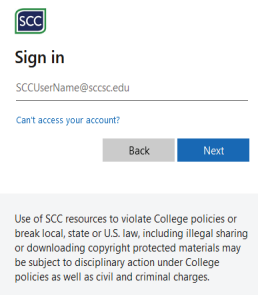 SCC
Sign in
SCCUserName@sccsc.edu
Can't access your account?
Back Next
Use of SCC resources to violate College policies or
break local, state or U.S. law, including illegal sharing
or downloading copyright protected materials may
be subject to disciplinary action under College
policies as well as civil and criminal charges.